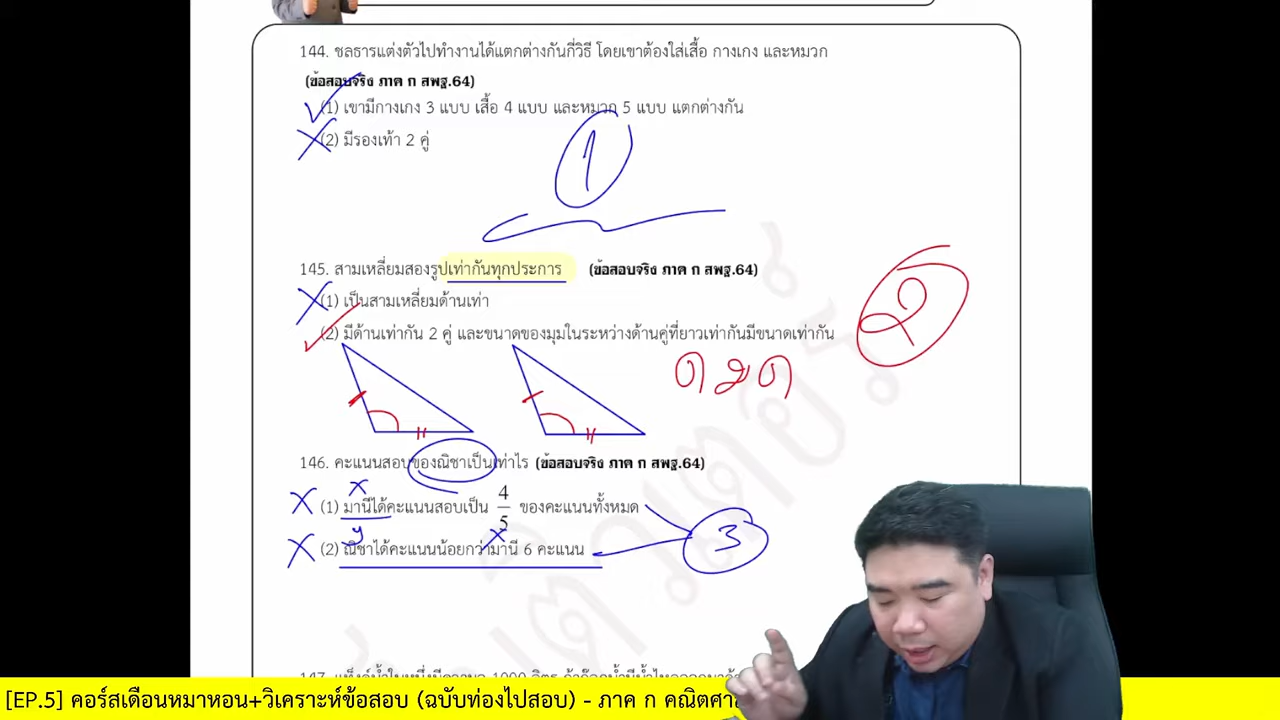 144. ชลธารแต่งตัวไปทำงานได้แตกต่างกันกี่วิธี โดยเขาต้องใส่เสื้อ กางเกง และหมวก
(ข้อสอบจริง ภาค ก สพฐ.64)
(1) เขามีกางเกง 3 แบบ เสื้อ 4 แบบ และหมวก 5 แบบ แตกต่างกัน
(2) มีรองเท้า 2 คู่
1
145. สามเหลี่ยมสองรูปเท่ากันทุกประการ (ข้อสอบจริง ภาค ก สพฐ.64)
(1) เป็นสามเหลี่ยมด้านเท่า
(2) มีด้านเท่ากัน 2 คู่ และขนาดของมุมในระหว่างด้านคู่ที่ยาวเท่ากันมีขนาดเท่ากัน
2
ด ม ด
146. คะแนนสอบของณิชาเป็นเท่าไร (ข้อสอบจริง ภาค ก สพฐ.64)
x
(1) มานีได้คะแนนสอบเป็น 4/5 ของคะแนนทั้งหมด
y x
(2) ณิชาได้คะแนนน้อยกว่ามานี 6 คะแนน
3
[EP.5] คอร์สเดือนหมาหอน+วิเคราะห์ข้อสอบ (ฉบับท่องไปสอบ) - ภาค ก คณิตศา